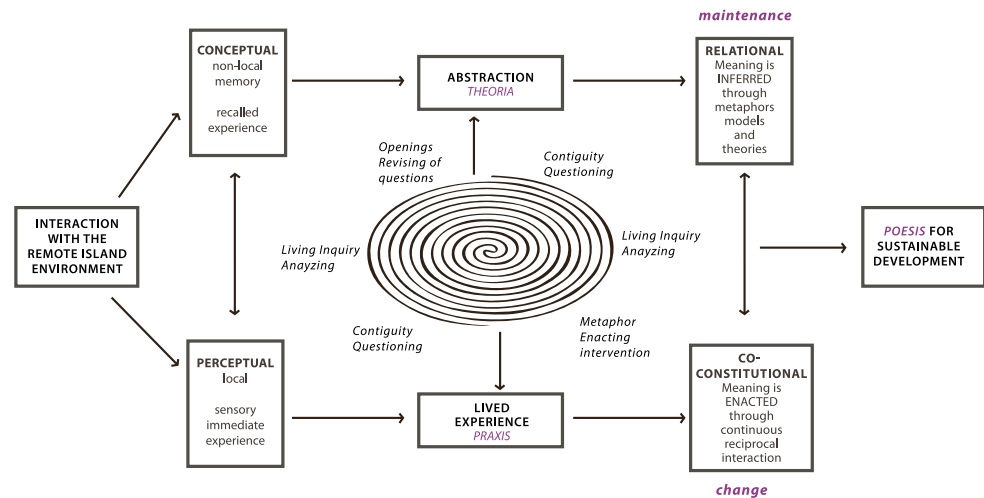 maintenance
CONCEPTUAL
non-local
memory
recalled
experience
ABSTRACTION
THEORIA
RELATIONAL
Meaning is
INFERRED
through
metaphors
models
and
theories
Openings
Revising of
questions
Contiguity
Questioning
INTERACTION
WITH THE
REMOTE ISLAND
ENVIRONMENT
Living Inquiry
Anayzing
Living Inquiry
Anayzing
POESIS FOR
SUSTAINABLE
DEVELOPMENT
Contiguity
Questioning
Metaphor
Enacting
intervention
PERCEPTUAL
local
sensory
immediate
experience
LIVED
EXPERIENCE
PRAXIS
CO-
CONSTITUTIONAL
Meaning is
ENACTED
through
continuous
reciprocal
interaction
change